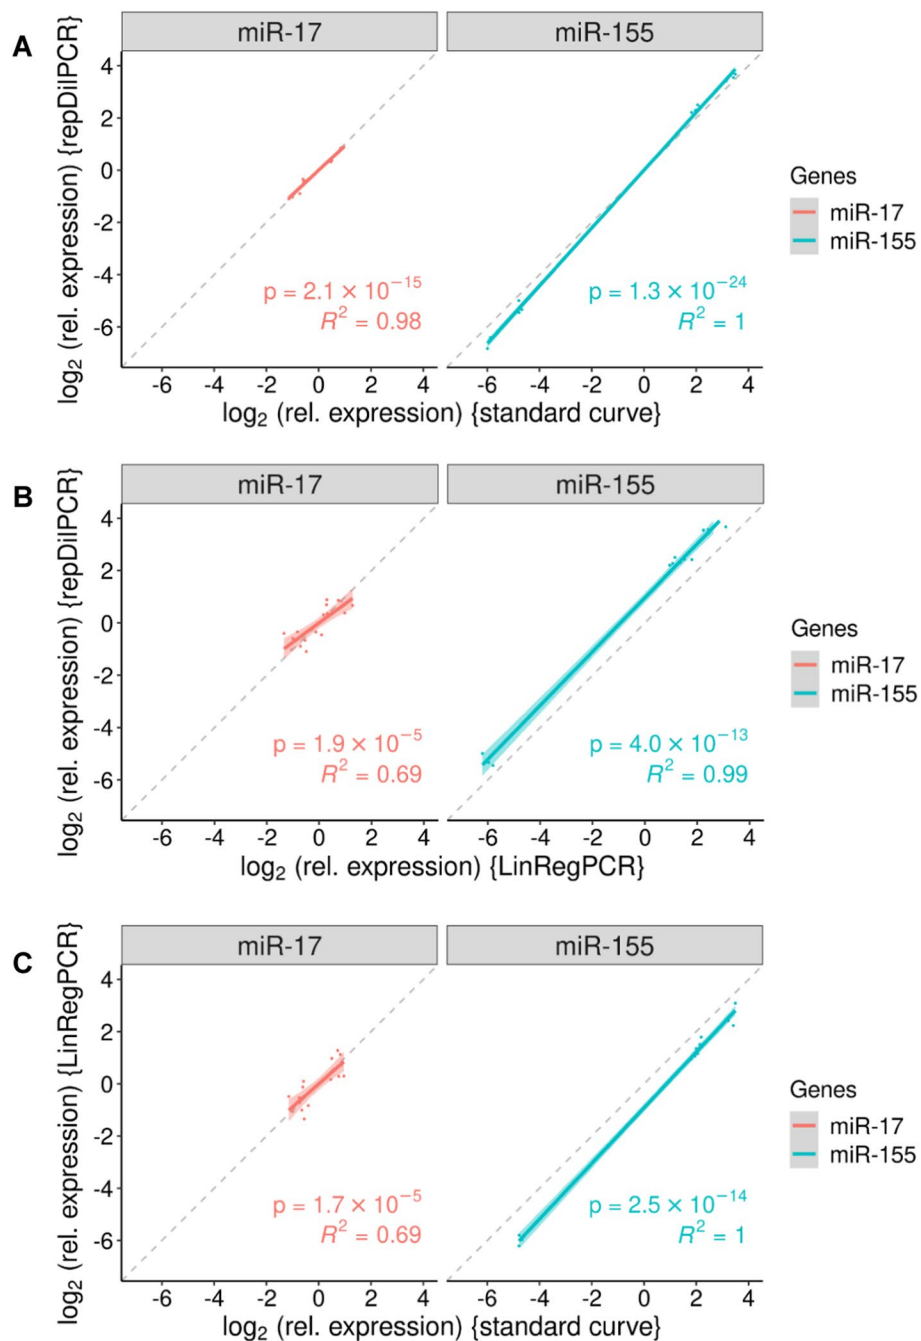 A
miR-17 miR-155
log₂ (rel. expression) {repDilPCR}
4
2
0
-2
-4
-6
p = 2.1 × 10⁻¹⁵
R² = 0.98
p = 1.3 × 10⁻²⁴
R² = 1
-6 -4 -2 0 2 4 -6 -4 -2 0 2 4
log₂ (rel. expression) {standard curve}
Genes
miR-17
miR-155
B
miR-17 miR-155
log₂ (rel. expression) {repDilPCR}
4
2
0
-2
-4
-6
p = 1.9 × 10⁻⁵
R² = 0.69
p = 4.0 × 10⁻¹³
R² = 0.99
-6 -4 -2 0 2 4 -6 -4 -2 0 2 4
log₂ (rel. expression) {LinRegPCR}
Genes
miR-17
miR-155
C
miR-17 miR-155
log₂ (rel. expression) {LinRegPCR}
4
2
0
-2
-4
-6
p = 1.7 × 10⁻⁵
R² = 0.69
p = 2.5 × 10⁻¹⁴
R² = 1
-6 -4 -2 0 2 4 -6 -4 -2 0 2 4
log₂ (rel. expression) {standard curve}
Genes
miR-17
miR-155